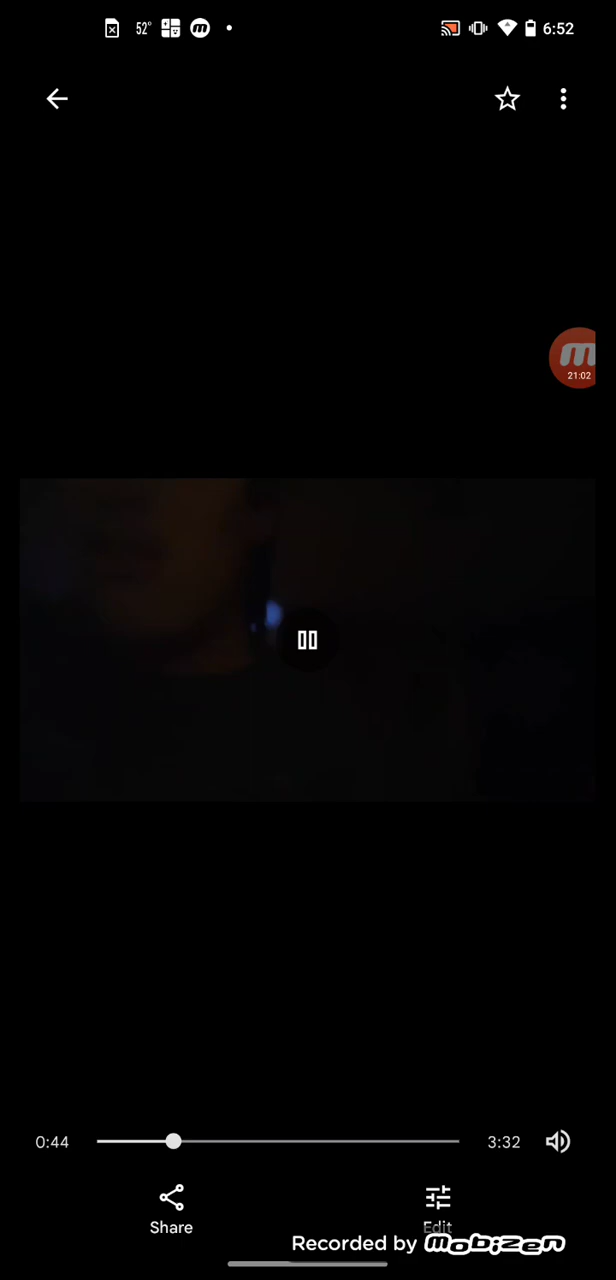 52° m 6:52
m
21:02
0:44 3:32
Share Edit
Recorded by mobizen